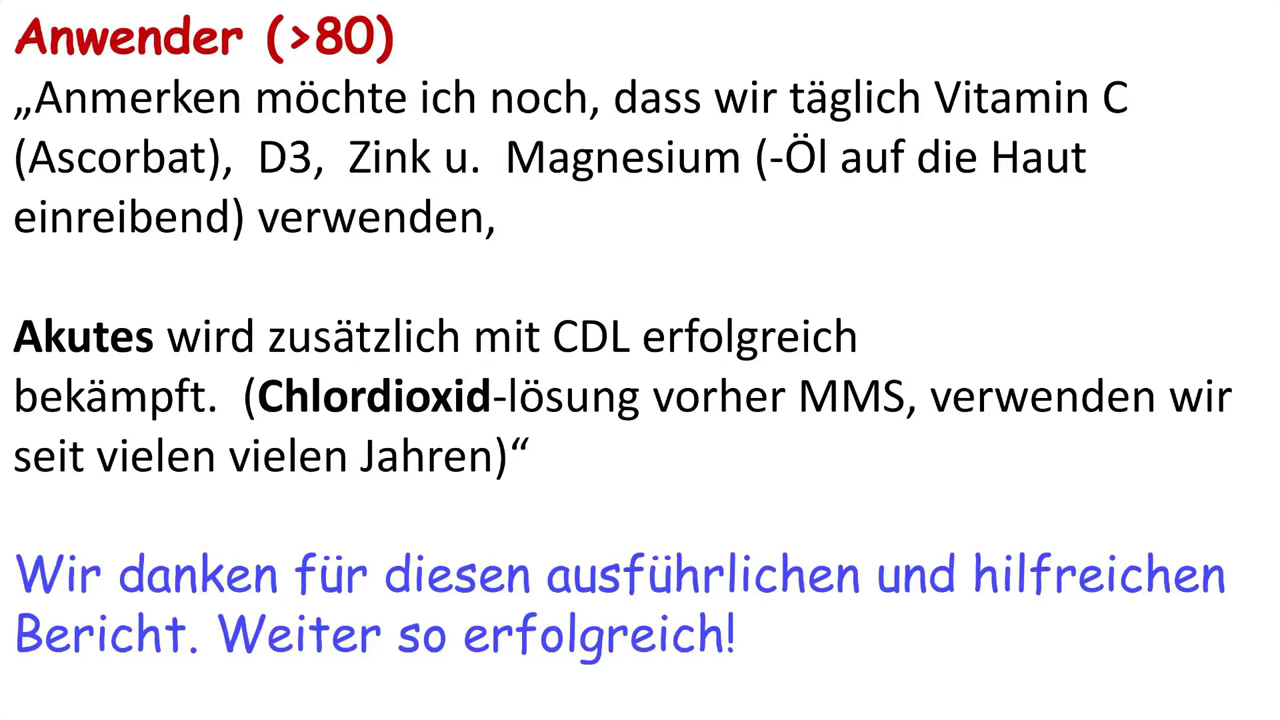 Anwender (>80)
„Anmerken möchte ich noch, dass wir täglich Vitamin C
(Ascorbat), D3, Zink u. Magnesium (-Öl auf die Haut
einreibend) verwenden,
Akutes wird zusätzlich mit CDL erfolgreich
bekämpft. (Chlordioxid-lösung vorher MMS, verwenden wir
seit vielen vielen Jahren)“
Wir danken für diesen ausführlichen und hilfreichen
Bericht. Weiter so erfolgreich!